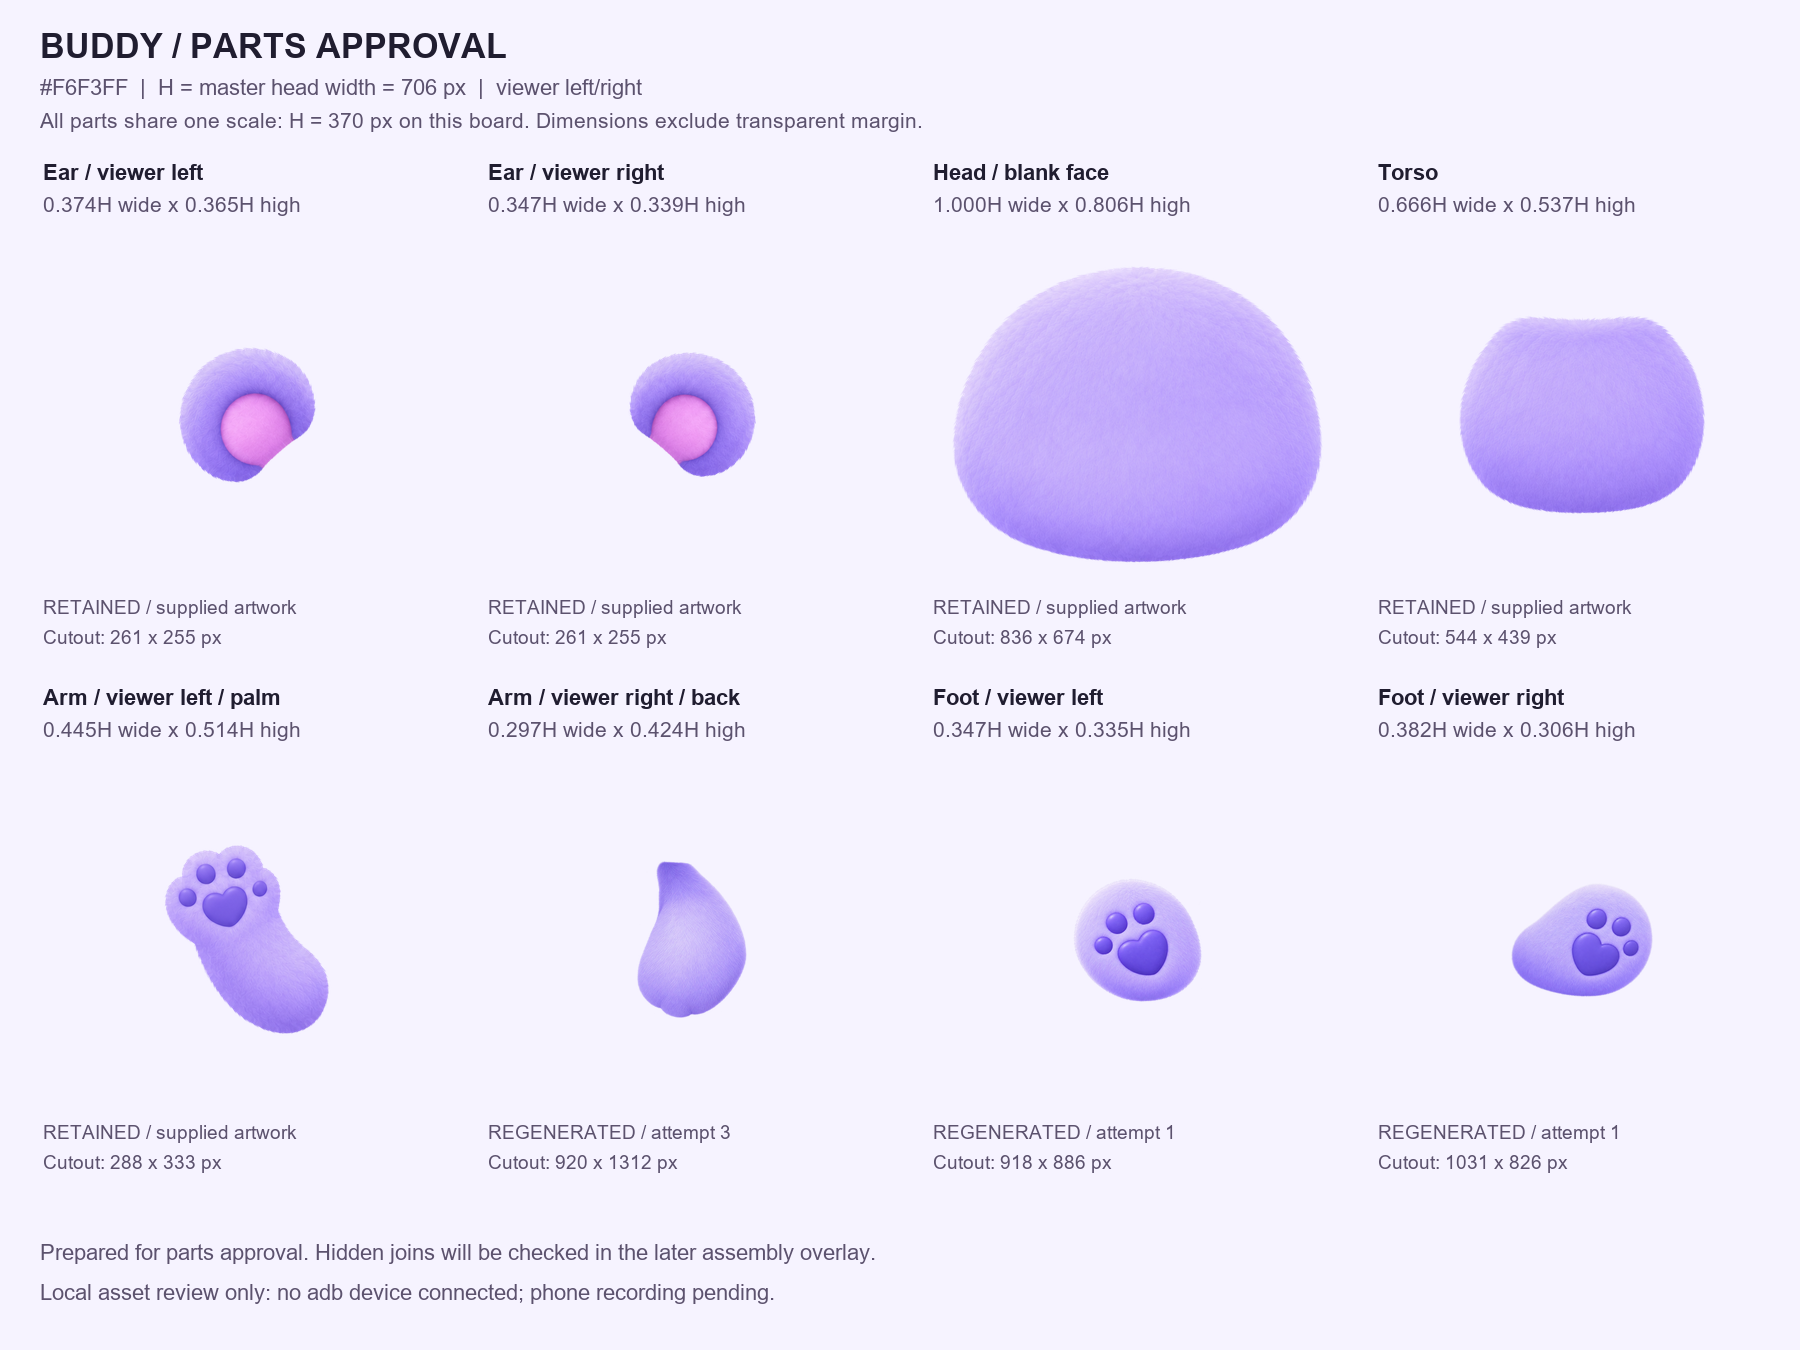 BUDDY / PARTS APPROVAL
#F6F3FF | H = master head width = 706 px | viewer left/right
All parts share one scale: H = 370 px on this board. Dimensions exclude transparent margin.
Ear / viewer left
0.374H wide x 0.365H high
Ear / viewer right
0.347H wide x 0.339H high
Head / blank face
1.000H wide x 0.806H high
Torso
0.666H wide x 0.537H high
RETAINED / supplied artwork
Cutout: 261 x 255 px
RETAINED / supplied artwork
Cutout: 261 x 255 px
RETAINED / supplied artwork
Cutout: 836 x 674 px
RETAINED / supplied artwork
Cutout: 544 x 439 px
Arm / viewer left / palm
0.445H wide x 0.514H high
Arm / viewer right / back
0.297H wide x 0.424H high
Foot / viewer left
0.347H wide x 0.335H high
Foot / viewer right
0.382H wide x 0.306H high
RETAINED / supplied artwork
Cutout: 288 x 333 px
REGENERATED / attempt 3
Cutout: 920 x 1312 px
REGENERATED / attempt 1
Cutout: 918 x 886 px
REGENERATED / attempt 1
Cutout: 1031 x 826 px
Prepared for parts approval. Hidden joins will be checked in the later assembly overlay.
Local asset review only: no adb device connected; phone recording pending.